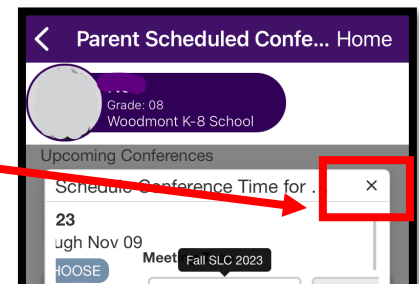 Parent Scheduled Confe... Home
Grade: 08
Woodmont K-8 School
Upcoming Conferences
Schedule Conference Time for ... ×
23
ugh Nov 09
Meet
Fall SLC 2023
HOOSE